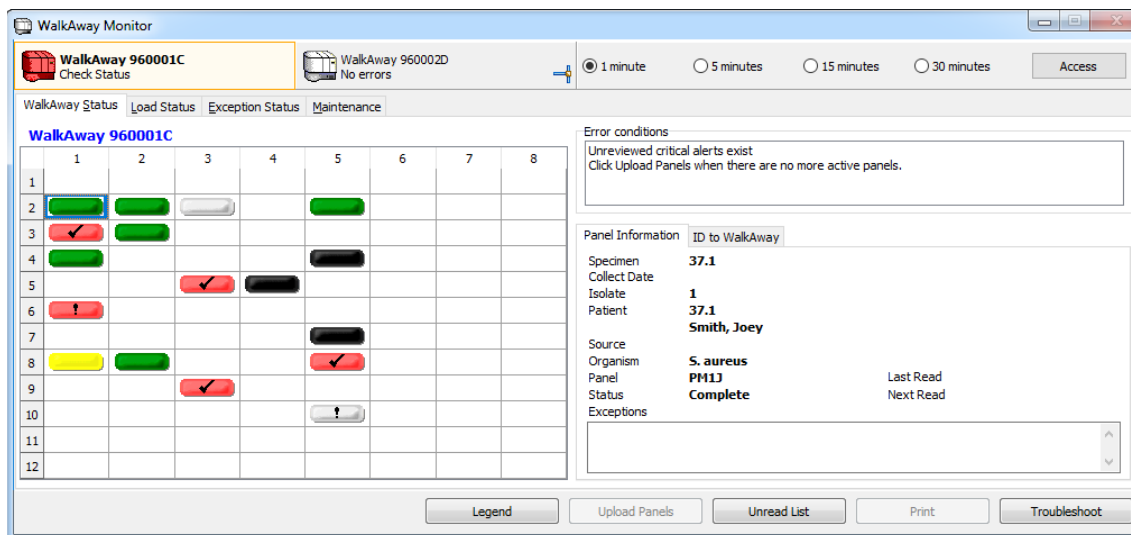 WalkAway Monitor
WalkAway 960001C
Check Status
WalkAway 960002D
No errors
1 minute
5 minutes
15 minutes
30 minutes
Access
WalkAway Status
Load Status
Exception Status
Maintenance
WalkAway 960001C
1 2 3 4 5 6 7 8
1
2
3
4
5
6
7
8
9
10
11
12
Error conditions
Unreviewed critical alerts exist
Click Upload Panels when there are no more active panels.
Panel Information
ID to WalkAway
Specimen 37.1
Collect Date
Isolate 1
Patient 37.1
Smith, Joey
Source
Organism S. aureus
Panel PM1J Last Read
Status Complete Next Read
Exceptions
Legend
Upload Panels
Unread List
Print
Troubleshoot